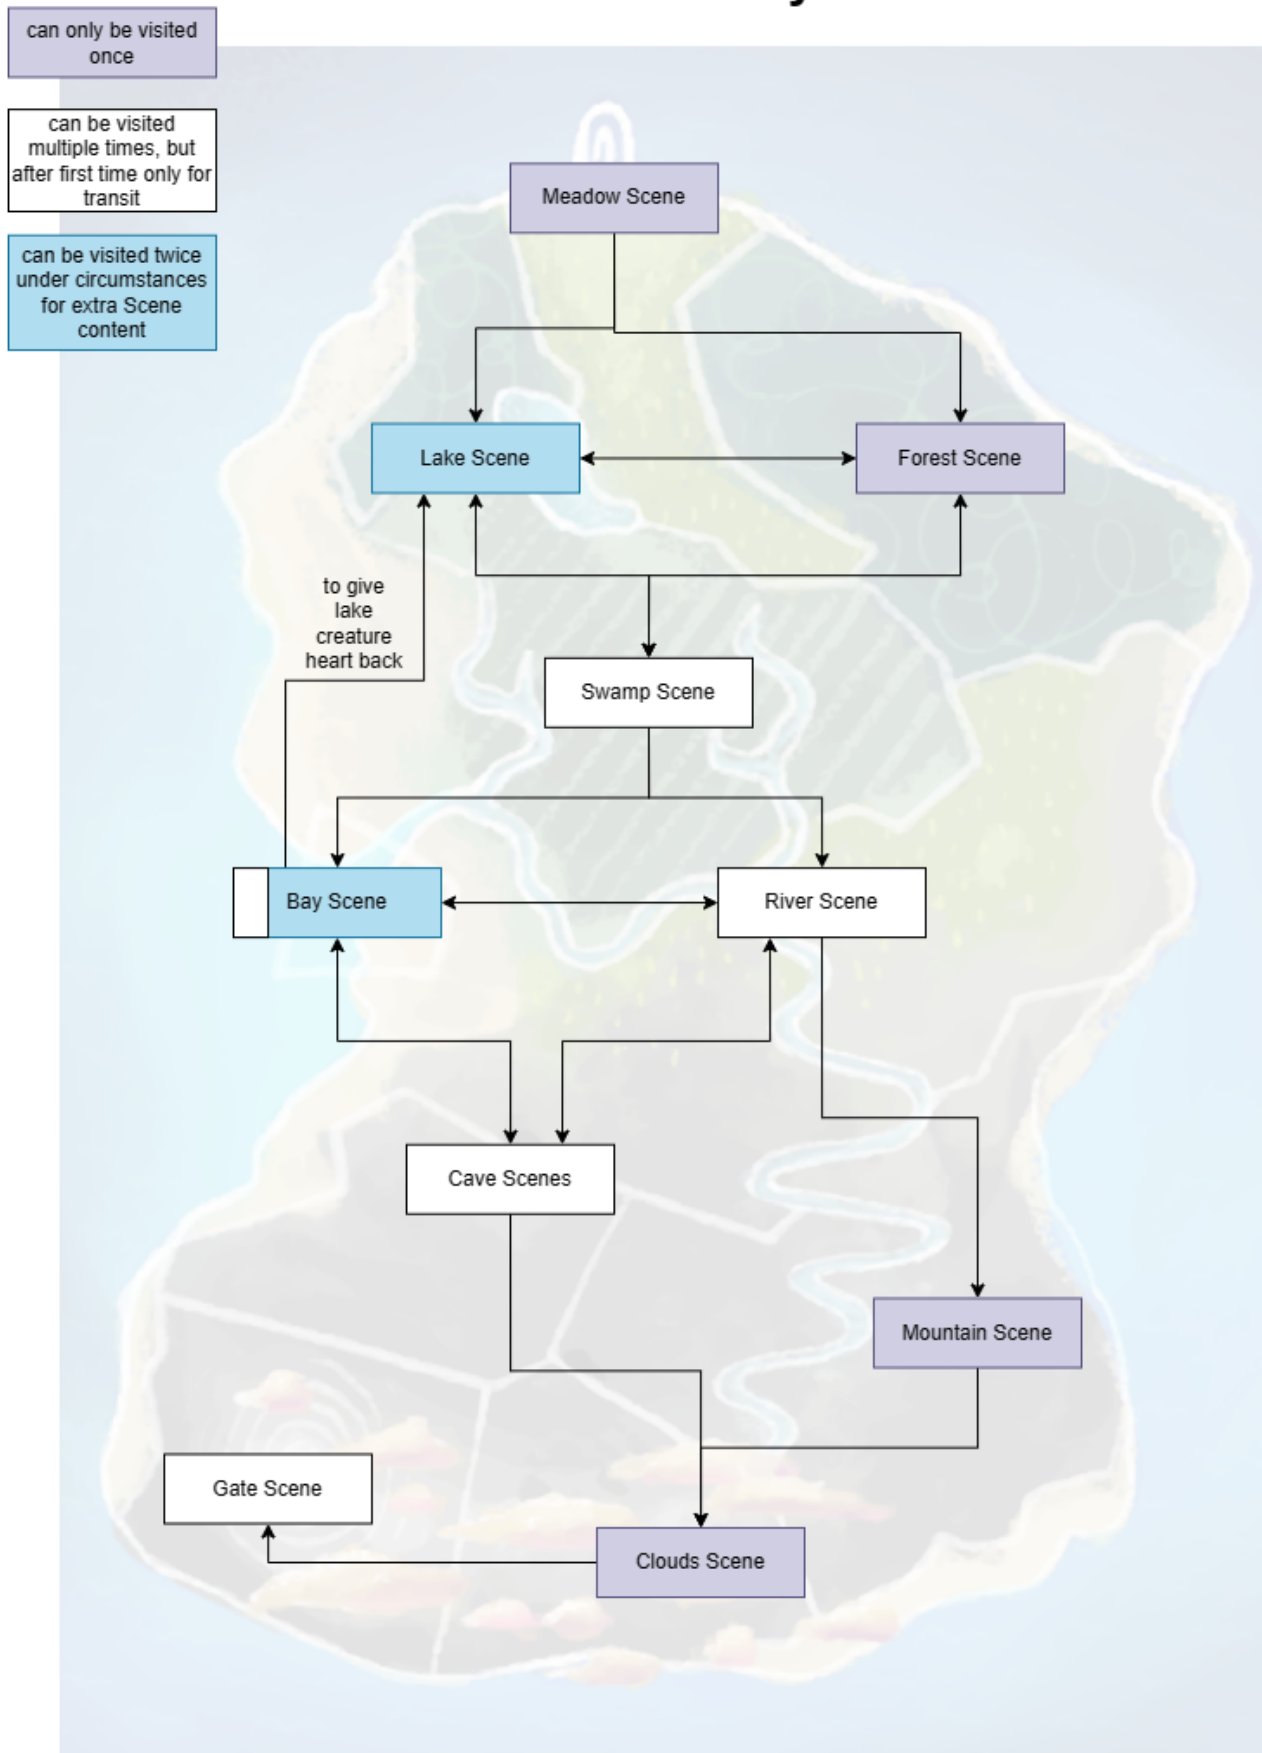 can only be visited
once
can be visited
multiple times, but
after first time only for
transit
can be visited twice
under circumstances
for extra Scene
content
Meadow Scene
Lake Scene
Forest Scene
to give
lake
creature
heart back
Swamp Scene
Bay Scene
River Scene
Cave Scenes
Mountain Scene
Gate Scene
Clouds Scene